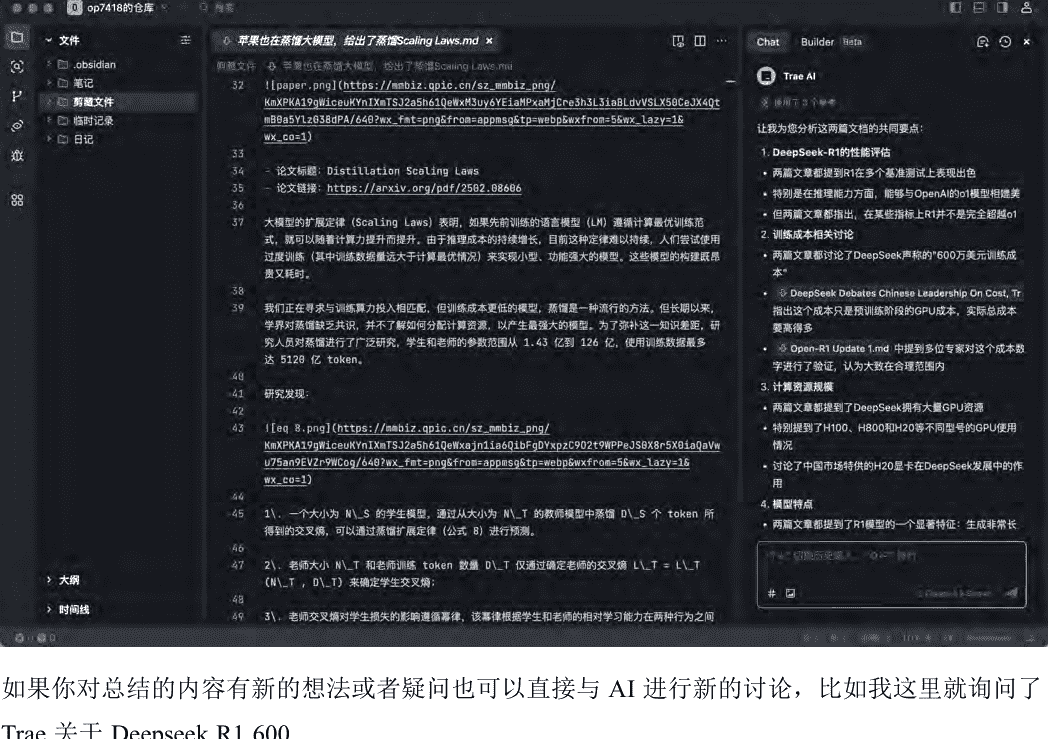 op7418的仓库
文件
.obsidian
笔记
剪藏文件
临时记录
日记
大纲
时间线
苹果也在蒸馏大模型，给出了蒸馏Scaling Laws.md ×
剪藏文件 苹果也在蒸馏大模型，给出了蒸馏Scaling Laws.md
32 ![paper.png](https://mmbiz.qpic.cn/sz_mmbiz_png/
33
34 - 论文标题：Distillation Scaling Laws
35 - 论文链接：https://arxiv.org/pdf/2502.08606
36
37 大模型的扩展定律（Scaling Laws）表明，如果先前训练的语言模型（LM）遵循计算最优训练范
式，就可以随着计算力提升而提升。由于推理成本的持续增长，目前这种定律难以持续，人们尝试使用
过度训练（其中训练数据量远大于计算最优情况）来实现小型、功能强大的模型。这些模型的构建既昂
贵又耗时。
38
39 我们正在寻求与训练算力投入相匹配，但训练成本更低的模型，蒸馏是一种流行的方法。但长期以来，
学界对蒸馏缺乏共识，并不了解如何分配计算资源，以产生最强大的模型。为了弥补这一知识差距，研
究人员对蒸馏进行了广泛研究，学生和老师的参数范围从 1.43 亿到 126 亿，使用训练数据最多
达 5120 亿 token。
40
41 研究发现：
42
43 ![eq 8.png](https://mmbiz.qpic.cn/sz_mmbiz_png/
wx_co=1)
44
45 1\. 一个大小为 N\_S 的学生模型，通过从大小为 N\_T 的教师模型中蒸馏 D\_S 个 token 所
得到的交叉熵，可以通过蒸馏扩展定律（公式 8）进行预测。
46
47 2\. 老师大小 N\_T 和老师训练 token 数量 D\_T 仅通过确定老师的交叉熵 L\_T = L\_T
(N\_T , D\_T) 来确定学生交叉熵；
48
49 3\. 老师交叉熵对学生损失的影响遵循幂律，该幂律根据学生和老师的相对学习能力在两种行为之间
Chat Builder Beta
Trae AI
让我为您分析这两篇文档的共同要点：
1. DeepSeek-R1的性能评估
• 两篇文章都提到R1在多个基准测试上表现出色
• 特别是在推理能力方面，能够与OpenAI的o1模型相媲美
• 但两篇文章都指出，在某些指标上R1并不是完全超越o1
2. 训练成本相关讨论
• 两篇文章都讨论了DeepSeek声称的"600万美元训练成
本"
• DeepSeek Debates Chinese Leadership On Cost, Tr
指出这个成本只是预训练阶段的GPU成本，实际总成本
要高得多
• Open-R1 Update 1.md 中提到多位专家对这个成本数
字进行了验证，认为大致在合理范围内
3. 计算资源规模
• 两篇文章都提到了DeepSeek拥有大量GPU资源
• 特别提到了H100、H800和H20等不同型号的GPU使用
情况
• 讨论了中国市场特供的H20显卡在DeepSeek发展中的作
用
4. 模型特点
• 两篇文章都提到了R1模型的一个显著特征：生成非常长
如果你对总结的内容有新的想法或者疑问也可以直接与 AI 进行新的讨论，比如我这里就询问了
Trae 关于 Deepseek R1 600